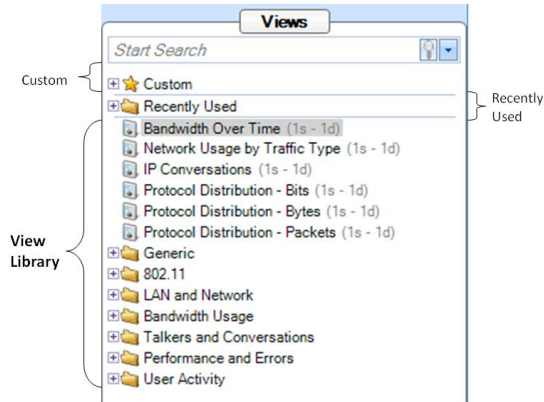 Views
Start Search
Custom
Custom
Recently Used
Recently
Used
Bandwidth Over Time (1s - 1d)
Network Usage by Traffic Type (1s - 1d)
IP Conversations (1s - 1d)
Protocol Distribution - Bits (1s - 1d)
Protocol Distribution - Bytes (1s - 1d)
Protocol Distribution - Packets (1s - 1d)
View
Library
Generic
802.11
LAN and Network
Bandwidth Usage
Talkers and Conversations
Performance and Errors
User Activity